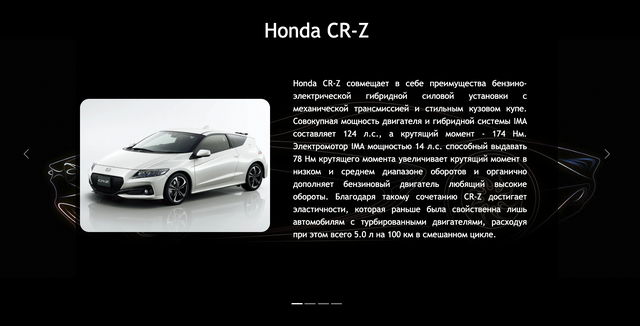 Honda CR-Z
Honda CR-Z совмещает в себе преимущества бензино-
электрической гибридной силовой установки с
механической трансмиссией и стильным кузовом купе.
Совокупная мощность двигателя и гибридной системы IMA
составляет 124 л.с., а крутящий момент - 174 Нм.
Электромотор IMA мощностью 14 л.с. способный выдавать
78 Нм крутящего момента увеличивает крутящий момент в
низком и среднем диапазоне оборотов и органично
дополняет бензиновый двигатель любящий высокие
обороты. Благодаря такому сочетанию CR-Z достигает
эластичности, которая раньше была свойственна лишь
автомобилям с турбированными двигателями, расходуя
при этом всего 5.0 л на 100 км в смешанном цикле.